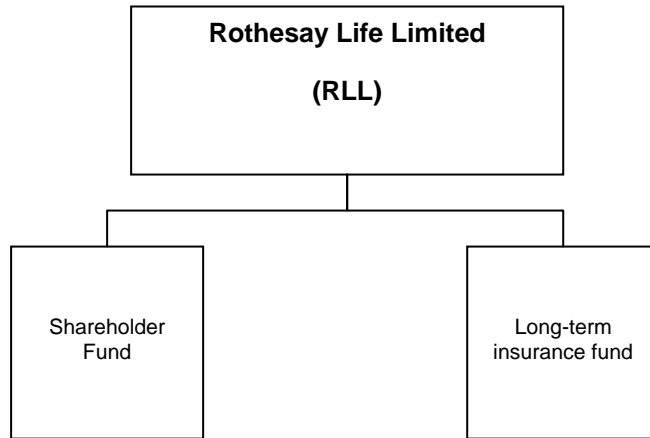 Rothesay Life Limited
(RLL)
Shareholder
Fund
Long-term
insurance fund